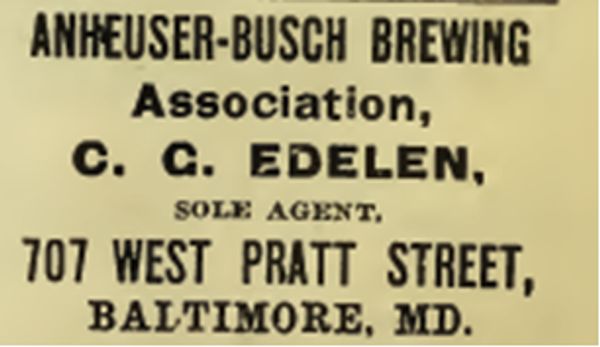 ANHEUSER-BUSCH BREWING
Association,
C. G. EDELEN,
SOLE AGENT,
707 WEST PRATT STREET,
BALTIMORE, MD.